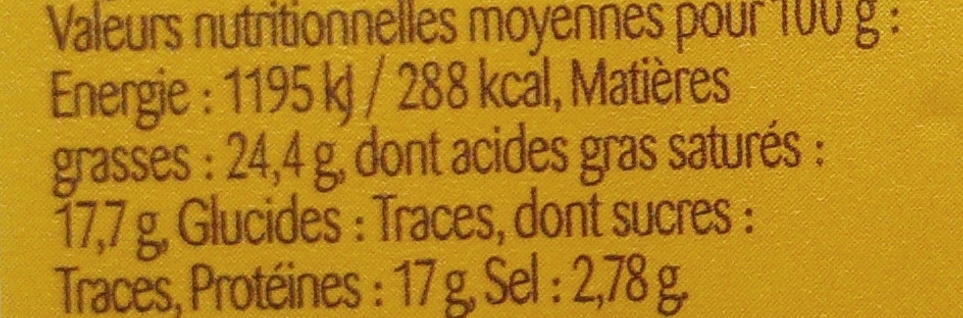 Valeurs nutritionnelles moyennes pour 100 g :
Energie : 1195 kJ / 288 kcal, Matières
grasses : 24,4 g, dont acides gras saturés :
17,7 g, Glucides : Traces, dont sucres :
Traces, Protéines : 17 g, Sel : 2,78 g.